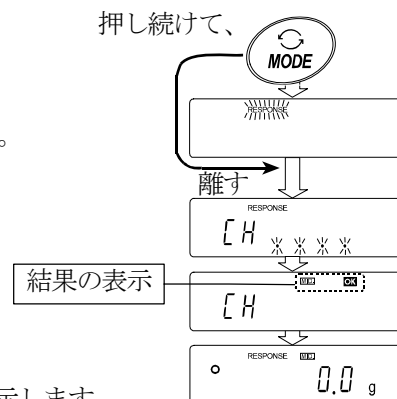 押し続けて、
MODE
RESPONSE
。
離す
RESPONSE
CH
結果の表示
OK
CH
RESPONSE
0.0 g
示します